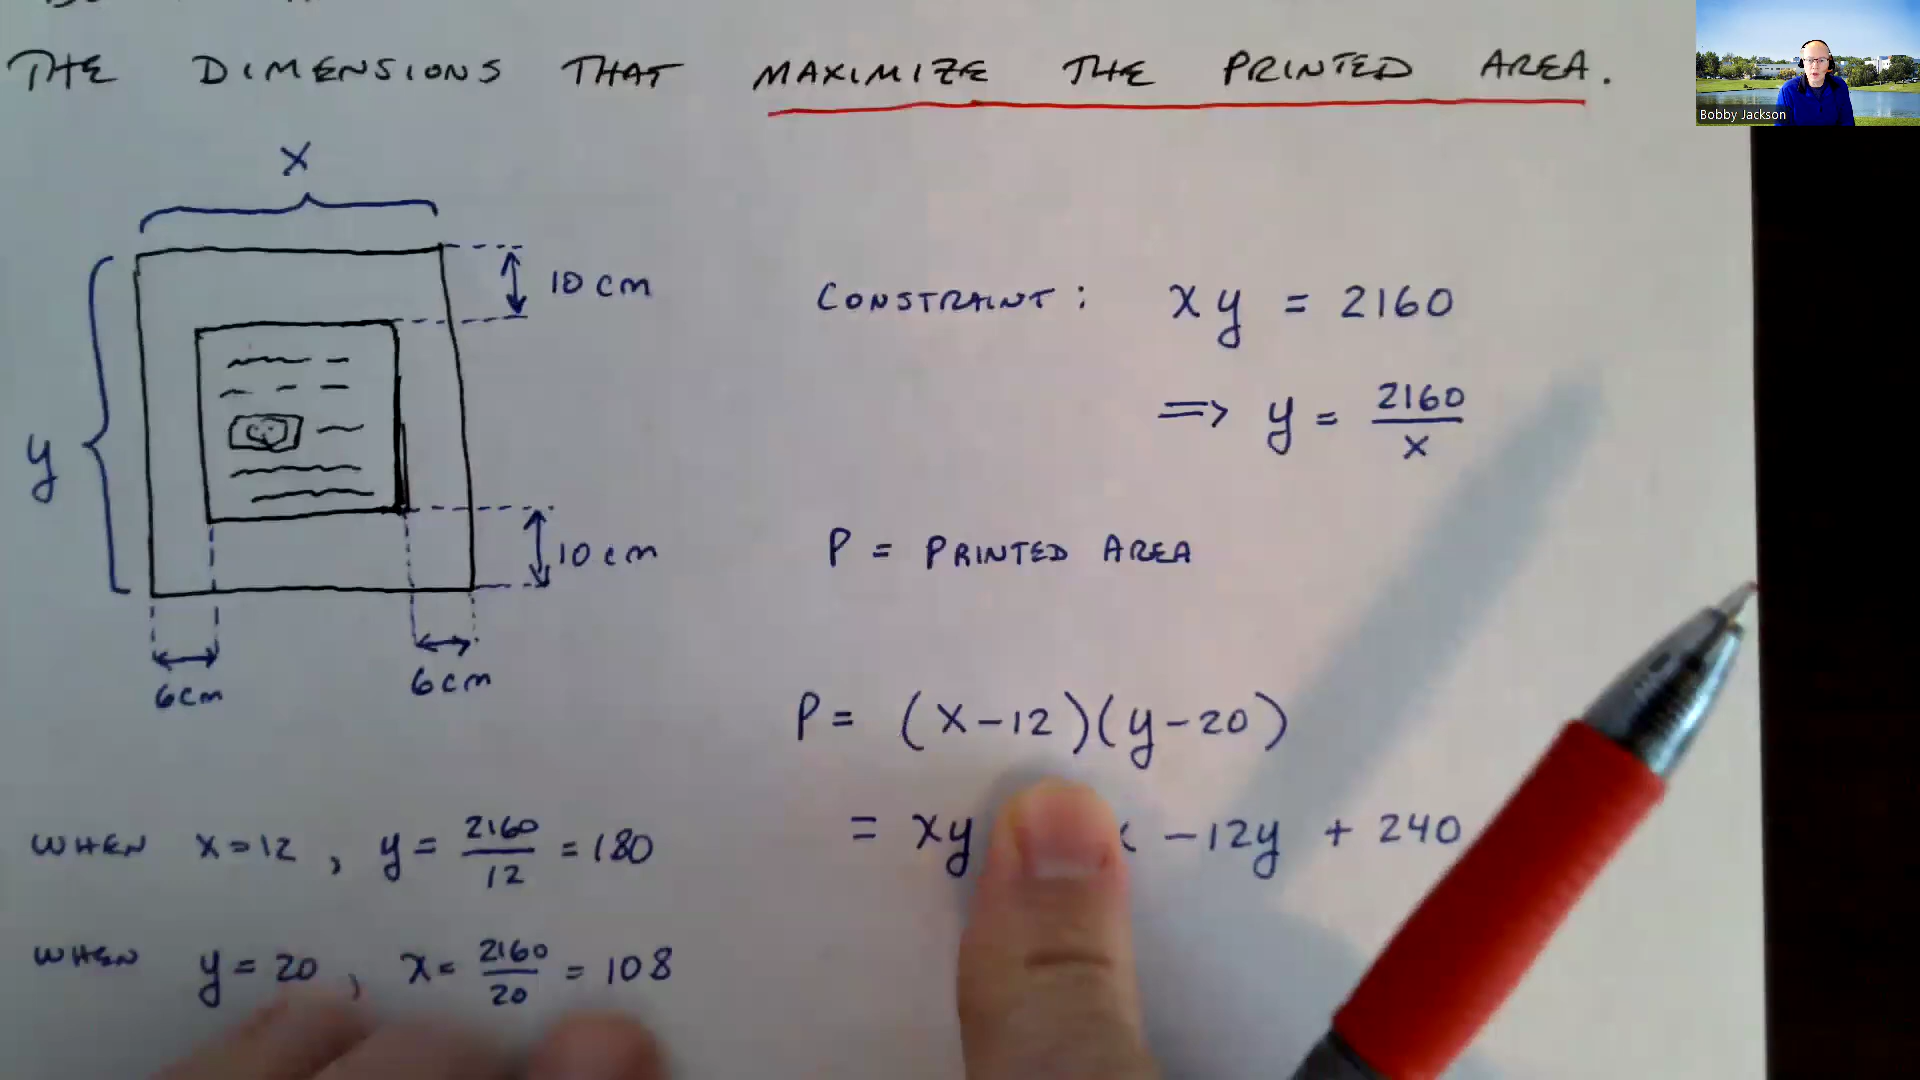 THE DIMENSIONS THAT MAXIMIZE THE PRINTED AREA.
Bobby Jackson
x
10 cm
y
10 cm
6cm
6cm
CONSTRAINT: xy = 2160
=> y = 2160/x
P = PRINTED AREA
P = (x-12)(y-20)
= xy -12y + 240
WHEN x=12, y= 2160/12 = 180
WHEN y=20, x= 2160/20 = 108